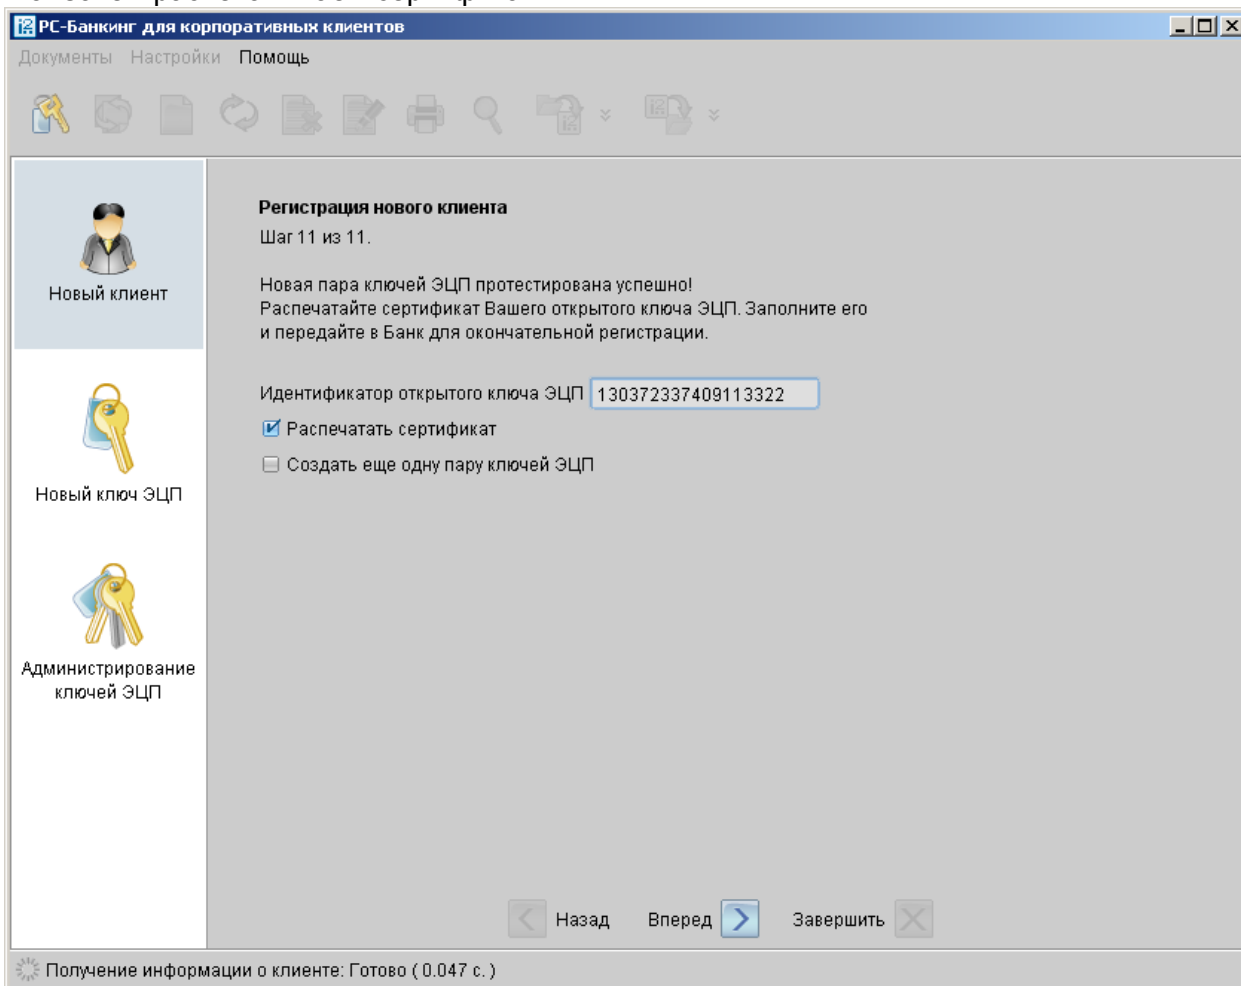 РС-Банкинг для корпоративных клиентов
Документы Настройки Помощь
Новый клиент
Новый ключ ЭЦП
Администрирование
ключей ЭЦП
Регистрация нового клиента
Шаг 11 из 11.
Новая пара ключей ЭЦП протестирована успешно!
Распечатайте сертификат Вашего открытого ключа ЭЦП. Заполните его
и передайте в Банк для окончательной регистрации.
Идентификатор открытого ключа ЭЦП 130372337409113322
Распечатать сертификат
Создать еще одну пару ключей ЭЦП
Назад Вперед Завершить
Получение информации о клиенте: Готово ( 0.047 с. )